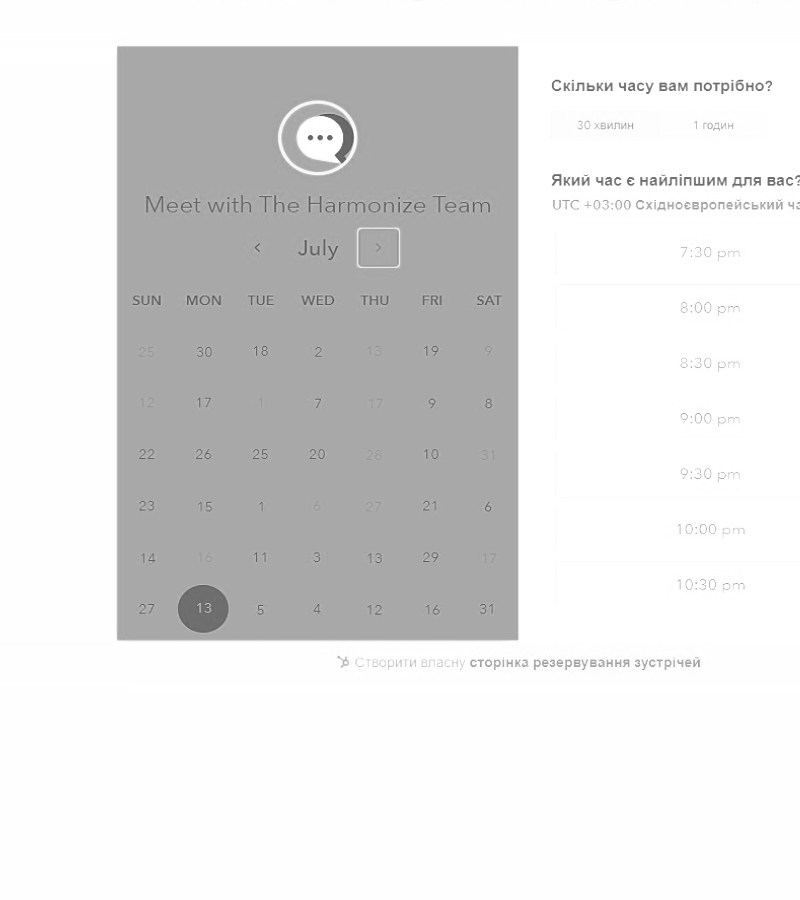 Meet with The Harmonize Team
July
SUN MON TUE WED THU FRI SAT
25 30 18 2 13 19 9
12 17 1 7 17 9 8
22 26 25 20 28 10 31
23 15 1 6 27 21 6
14 16 11 3 13 29 17
27 13 5 4 12 16 31
Скільки часу вам потрібно?
30 хвилин 1 годин
Який час є найліпшим для вас?
UTC +03:00 Східноєвропейський
7:30 pm
8:00 pm
8:30 pm
9:00 pm
9:30 pm
10:00 pm
10:30 pm
Створити власну сторінка резервування зустрічей